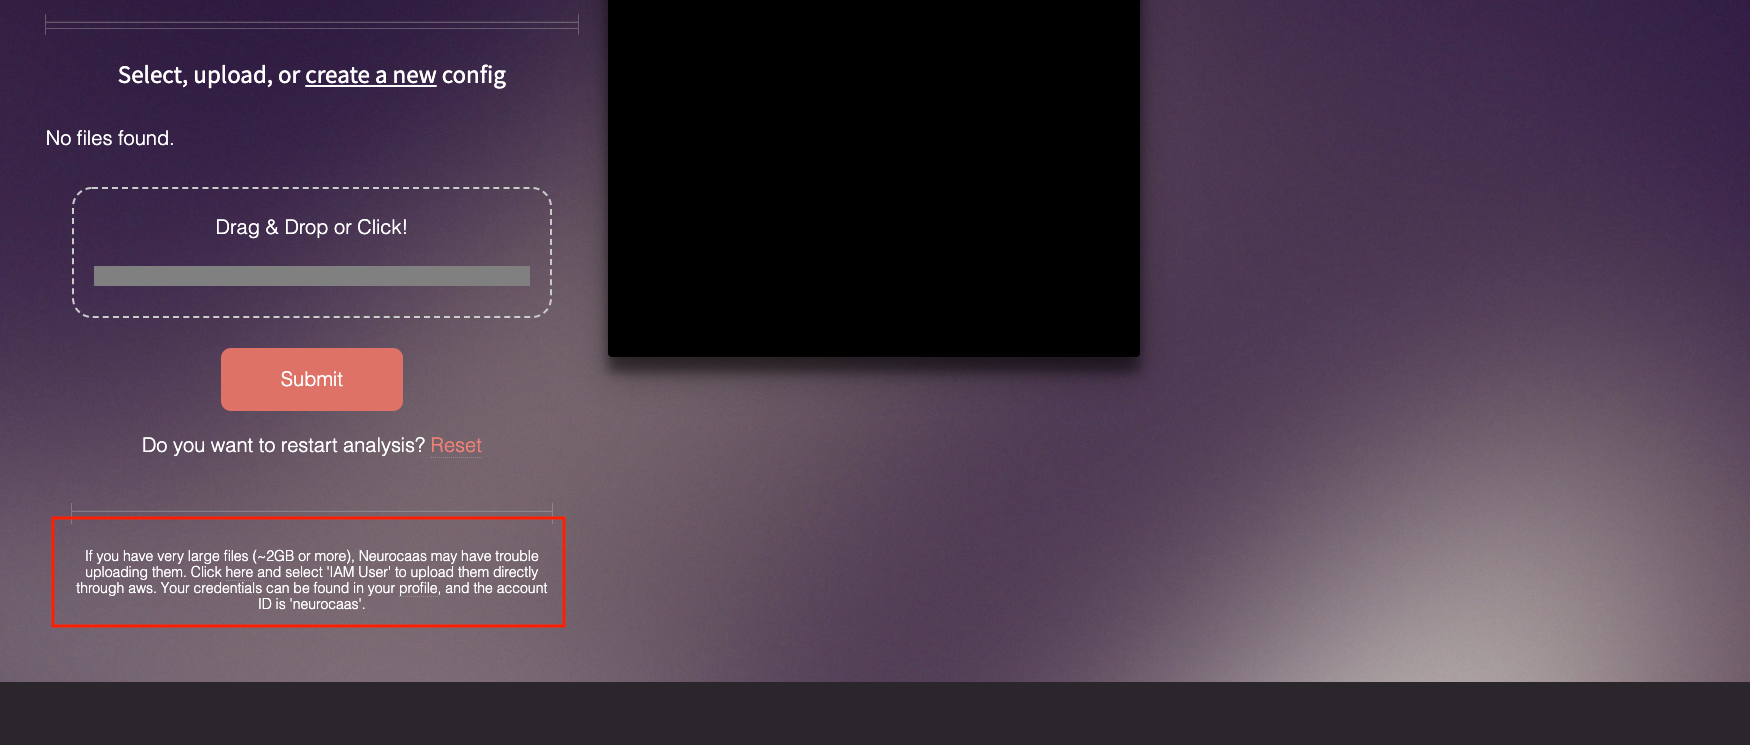 Select, upload, or create a new config
No files found.
Drag & Drop or Click!
Submit
Do you want to restart analysis? Reset
If you have very large files (~2GB or more), Neurocaas may have trouble
uploading them. Click here and select 'IAM User' to upload them directly
through aws. Your credentials can be found in your profile, and the account
ID is 'neurocaas'.